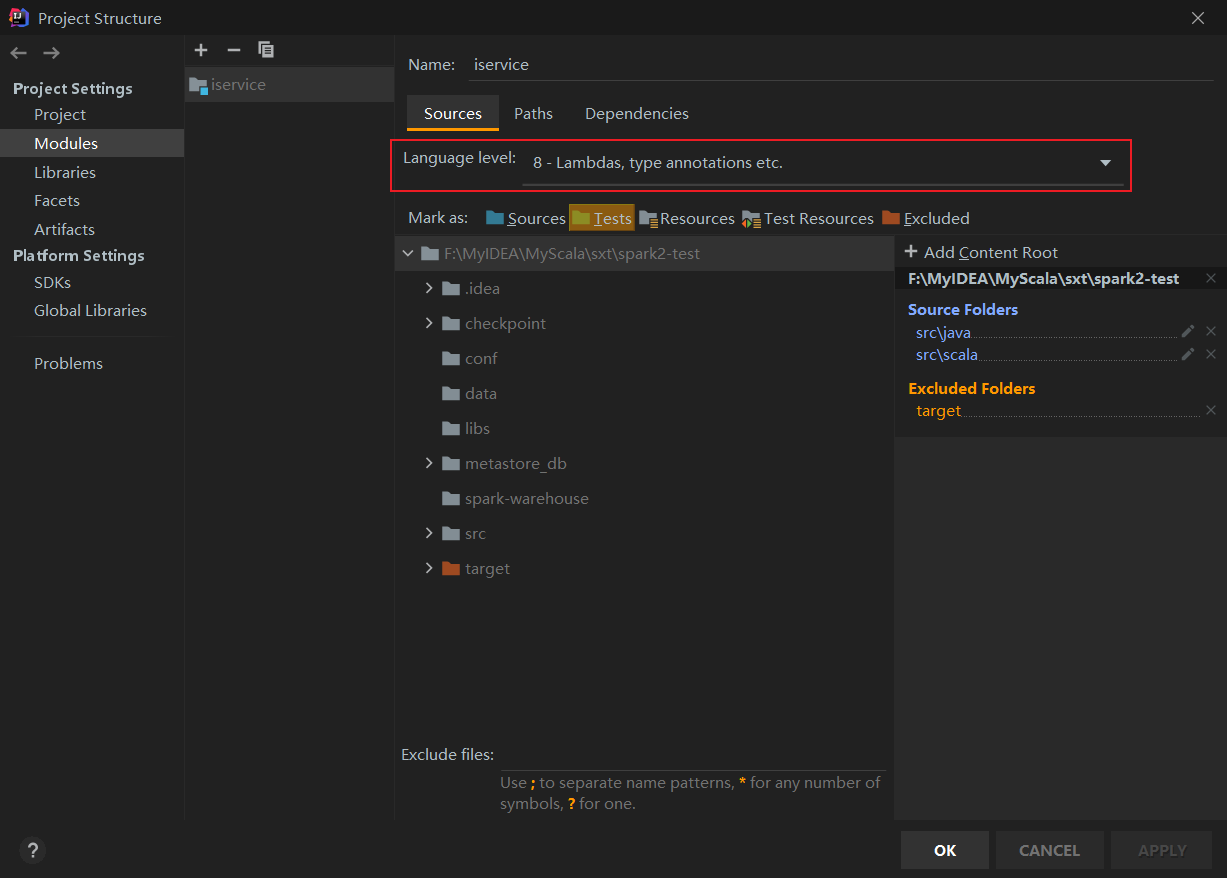 Project Structure
Project Settings
Project
Modules
Libraries
Facets
Artifacts
Platform Settings
SDKs
Global Libraries
Problems
iservice
Name: iservice
Sources Paths Dependencies
Language level: 8 - Lambdas, type annotations etc.
Mark as: Sources Tests Resources Test Resources Excluded
F:\MyIDEA\MyScala\sxt\spark2-test
.idea
checkpoint
conf
data
libs
metastore_db
spark-warehouse
src
target
Add Content Root
F:\MyIDEA\MyScala\sxt\spark2-test
Source Folders
src\java
src\scala
Excluded Folders
target
Exclude files:
Use ; to separate name patterns, * for any number of
symbols, ? for one.
? OK CANCEL APPLY